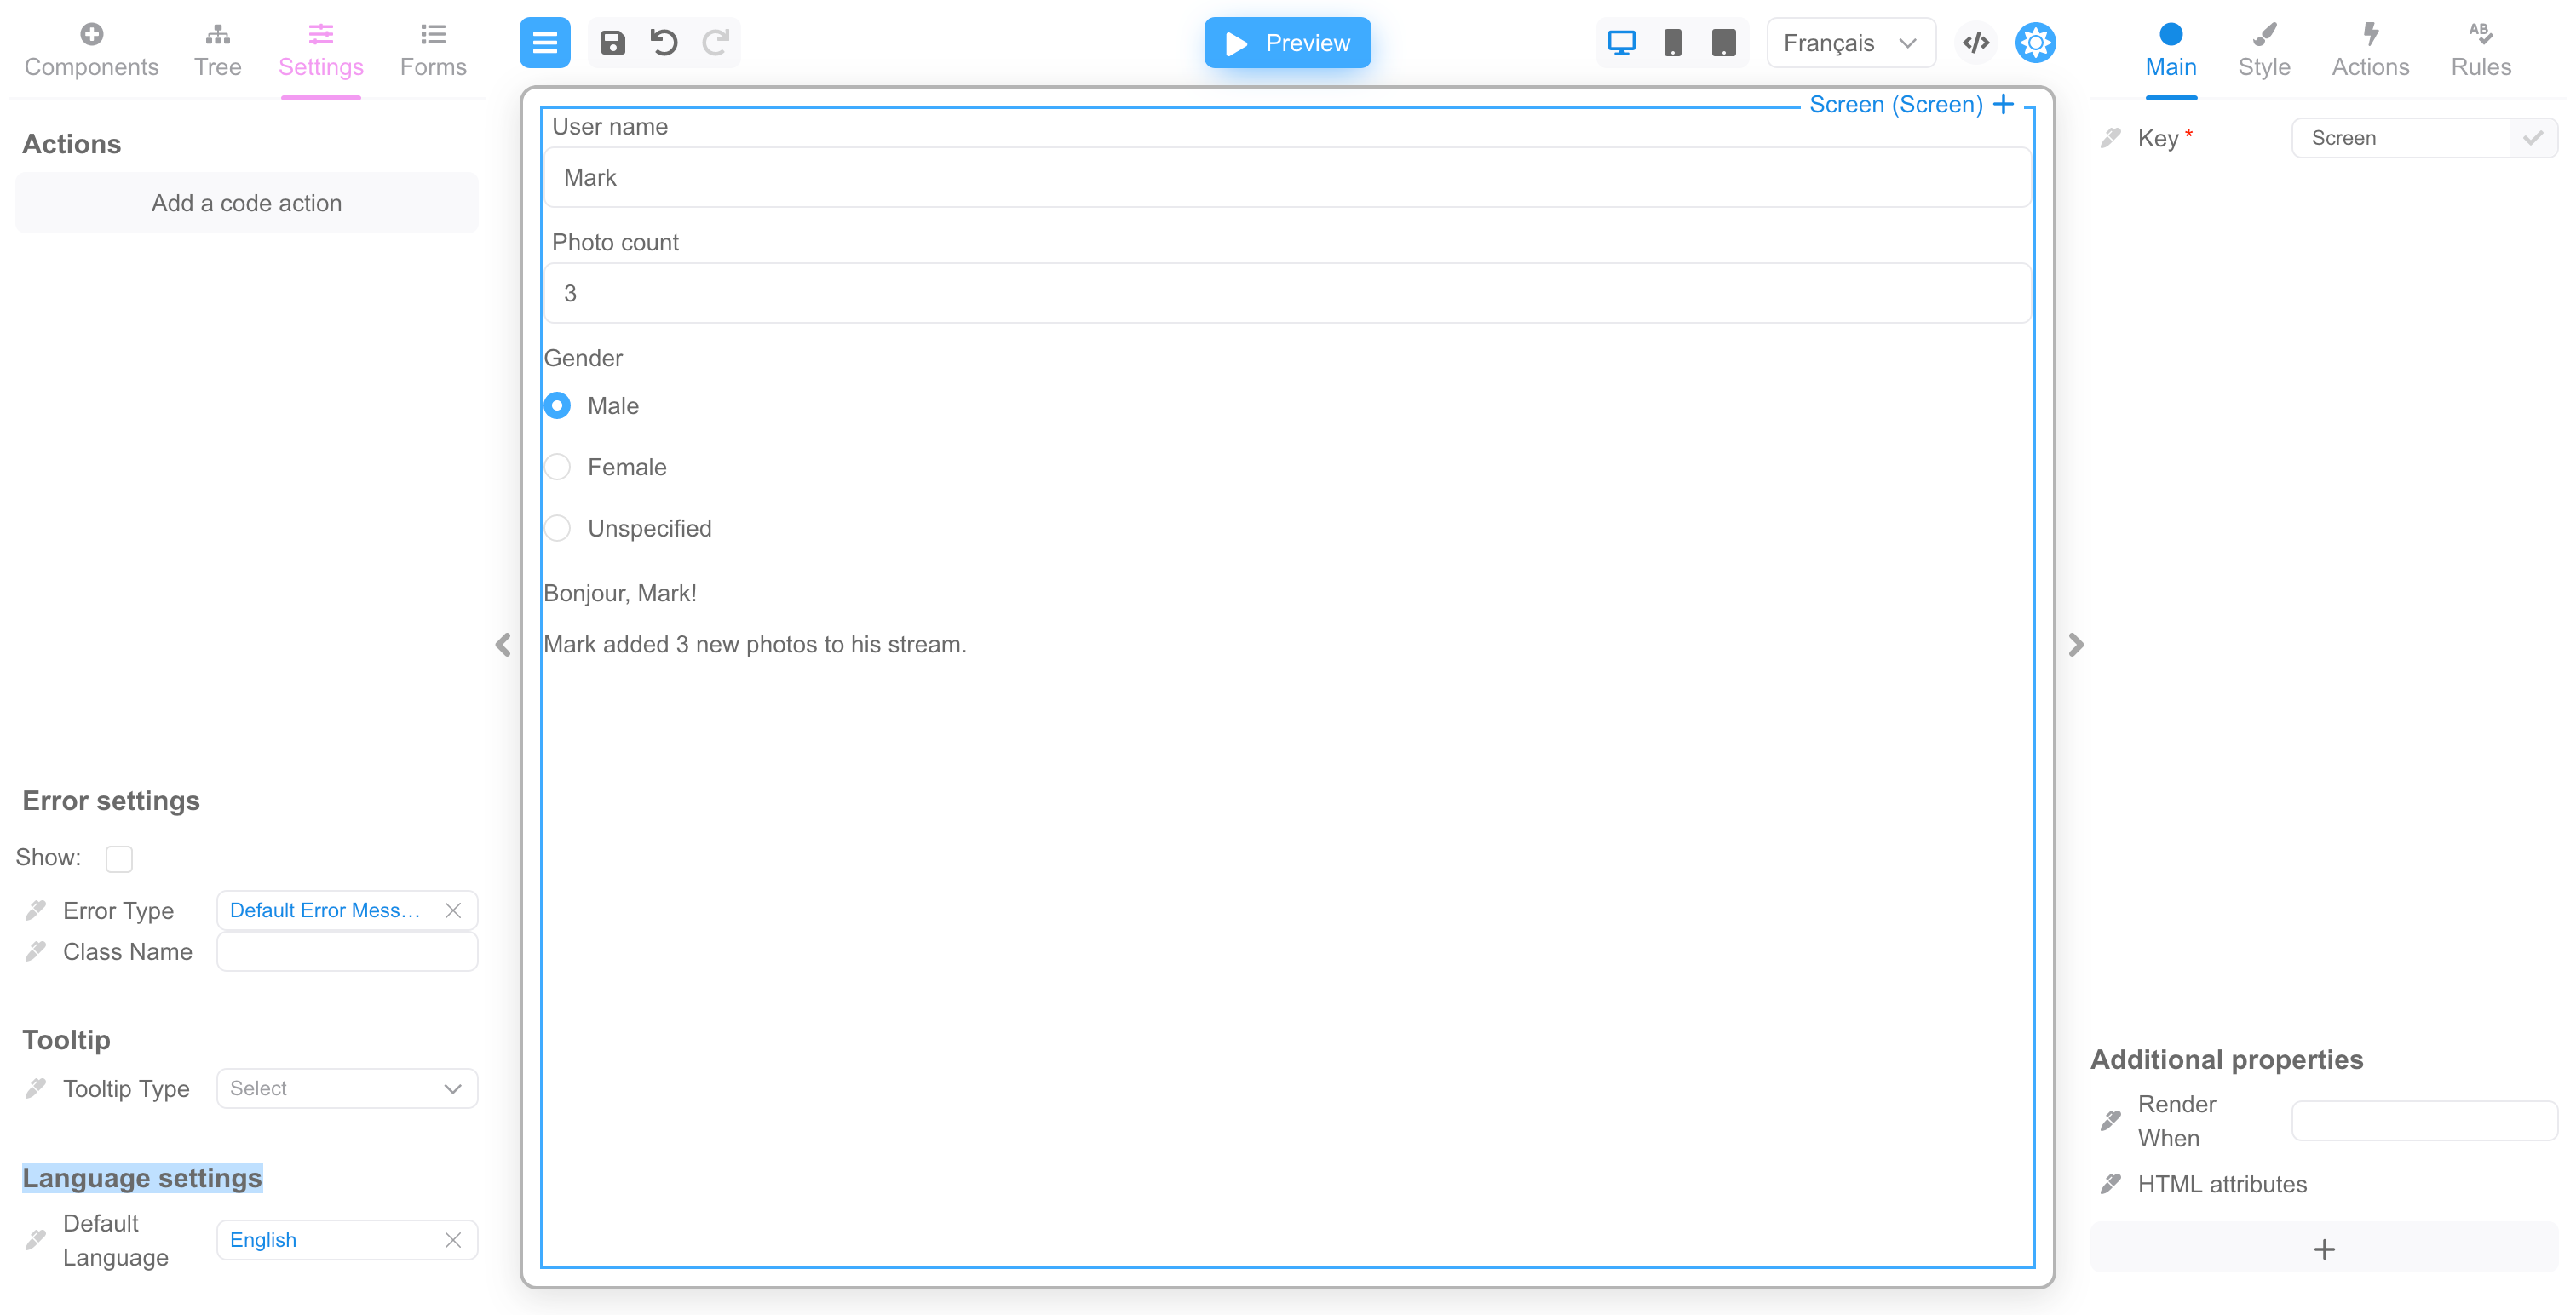 Components
Tree
Settings
Forms
Preview
Français
Main
Style
Actions
AB
Rules
Actions
Add a code action
Error settings
Show:
Error Type
Default Error Mess...
Class Name
Tooltip
Tooltip Type
Select
Language settings
Default
Language
English
Screen (Screen)
User name
Mark
Photo count
3
Gender
Male
Female
Unspecified
Bonjour, Mark!
Mark added 3 new photos to his stream.
Key *
Screen
Additional properties
Render
When
HTML attributes